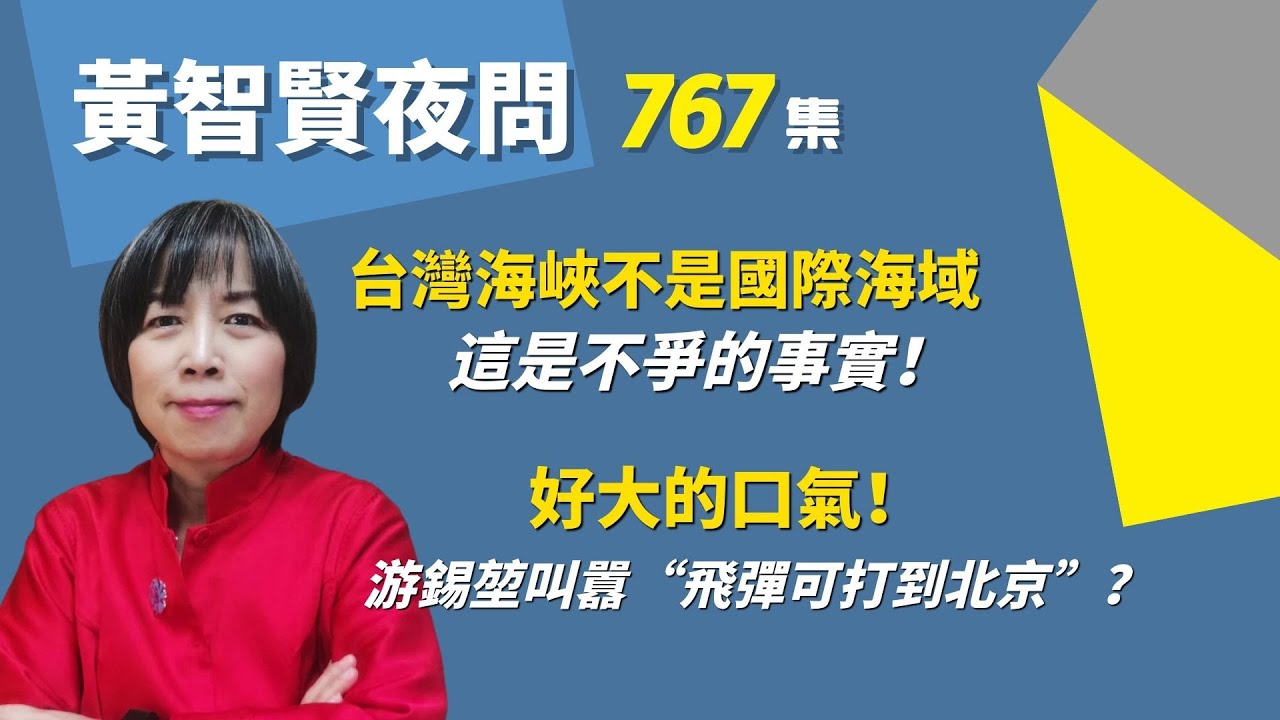 黃智賢夜問 767集
台灣海峽不是國際海域
這是不爭的事實！
好大的口氣！
游錫堃叫囂“飛彈可打到北京”？